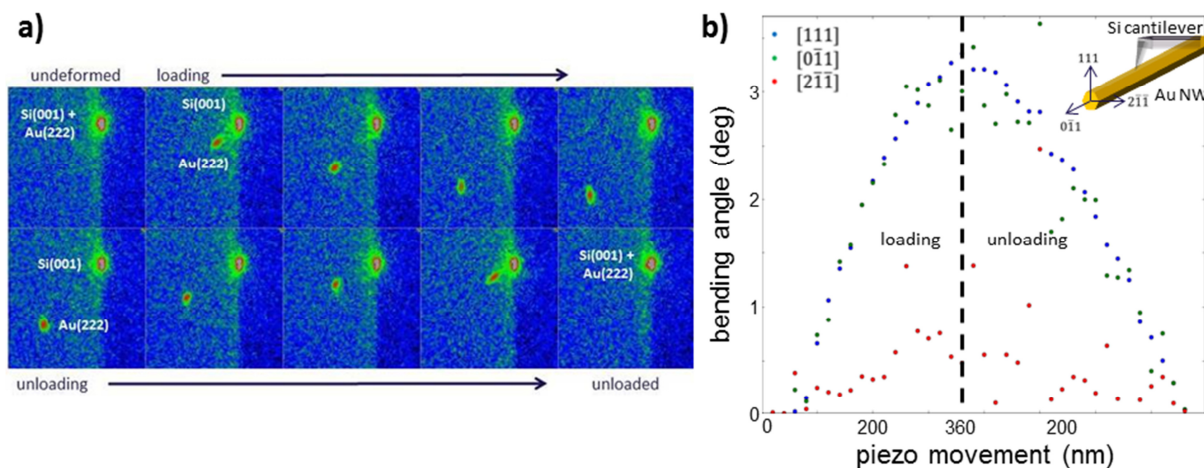 a)
undeformed loading
Si(001) +
Au(222)
Si(001)
Au(222)
Si(001)
Au(222)
Si(001) +
Au(222)
unloading unloaded
b)
[111]
[01̅1]
[21̅1̅]
Si cantilever
111
21̅1̅
Au NW
01̅1
3
2
1
0
bending angle (deg)
loading unloading
0 200 360 200
piezo movement (nm)